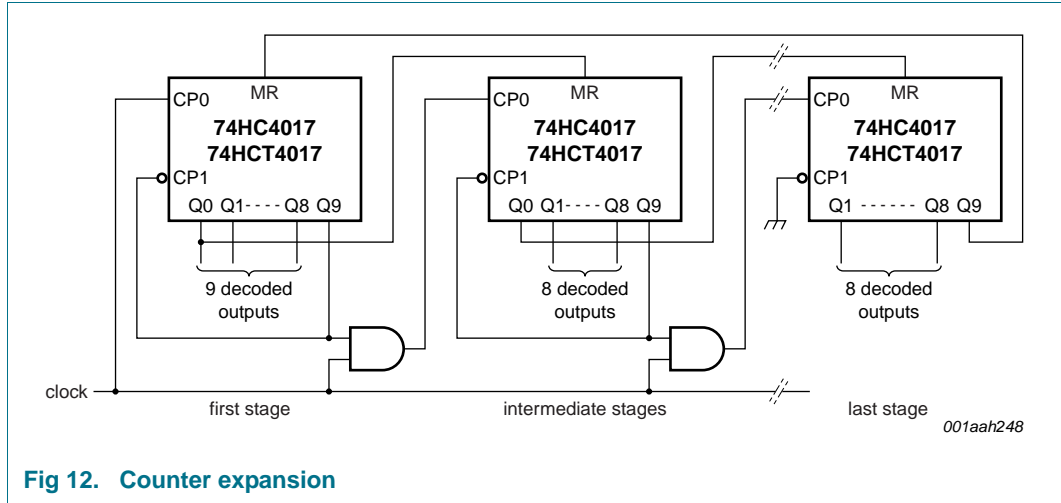 MR
CP0
74HC4017
74HCT4017
CP1
Q0 Q1 - - - - Q8 Q9
9 decoded
outputs
MR
CP0
74HC4017
74HCT4017
CP1
Q0 Q1 - - - - Q8 Q9
8 decoded
outputs
MR
CP0
74HC4017
74HCT4017
CP1
Q1 - - - - - - Q8 Q9
8 decoded
outputs
clock
first stage
intermediate stages
last stage
001aah248
Fig 12. Counter expansion